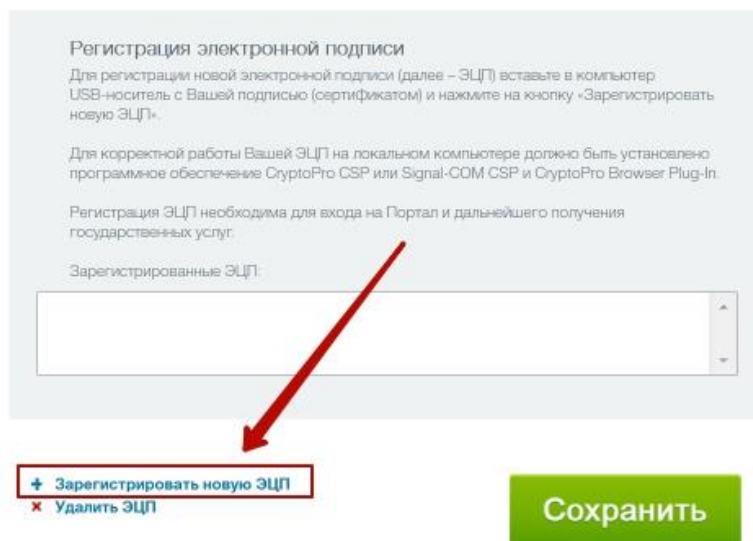 Регистрация электронной подписи
Для регистрации новой электронной подписи (далее – ЭЦП) вставьте в компьютер
USB-носитель с Вашей подписью (сертификатом) и нажмите на кнопку «Зарегистрировать
новую ЭЦП».
Для корректной работы Вашей ЭЦП на локальном компьютере должно быть установлено
программное обеспечение CryptoPro CSP или Signal-COM CSP и CryptoPro Browser Plug-In.
Регистрация ЭЦП необходима для входа на Портал и дальнейшего получения
государственных услуг.
Зарегистрированные ЭЦП:
Зарегистрировать новую ЭЦП
Удалить ЭЦП
Сохранить